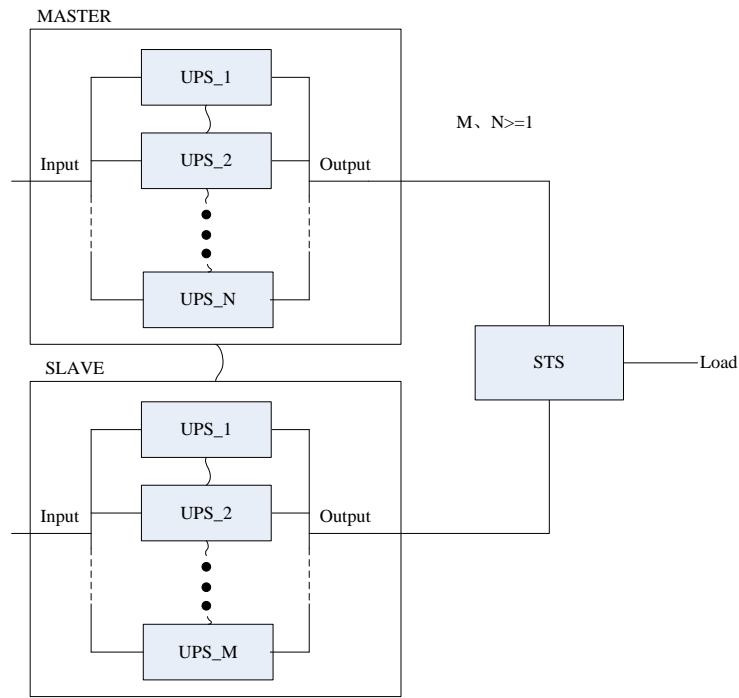 MASTER
UPS_1
M、N>=1
UPS_2
Input
Output
UPS_N
STS
Load
SLAVE
UPS_1
UPS_2
Input
Output
UPS_M